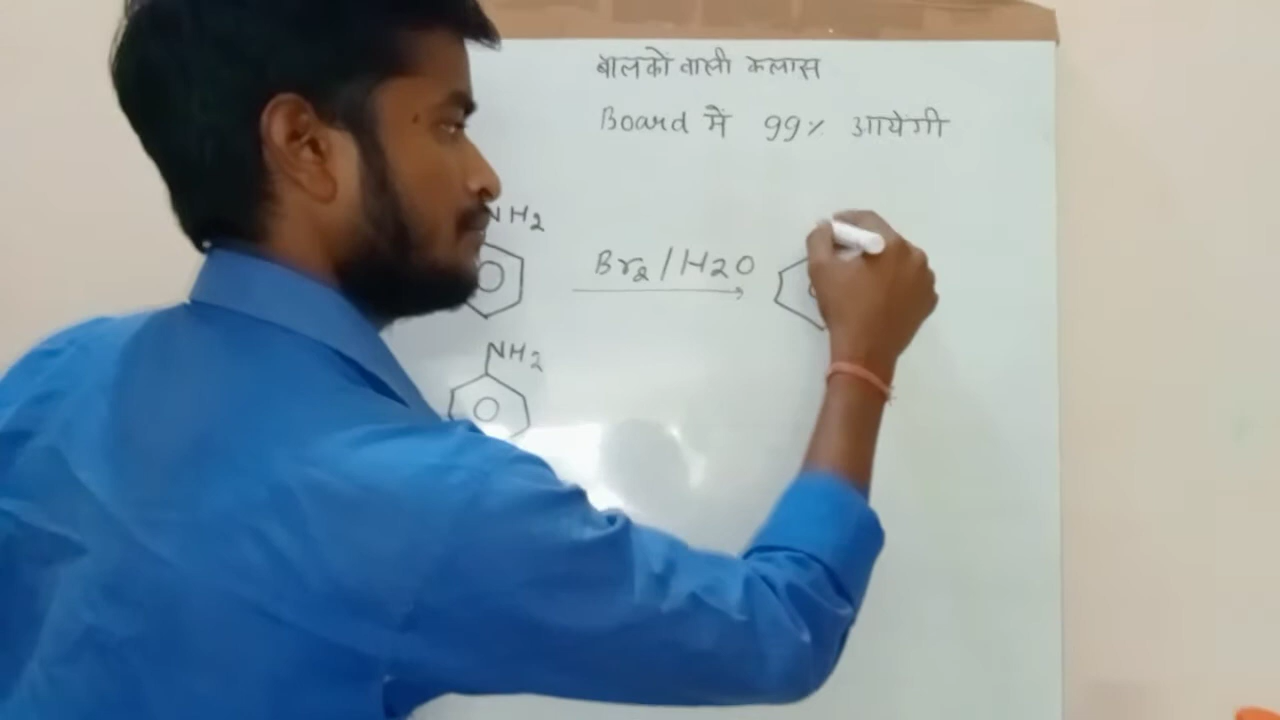 बालकों वाली क्लास
Board में 99% आयेगी
NH2
Br2/H2O
NH2